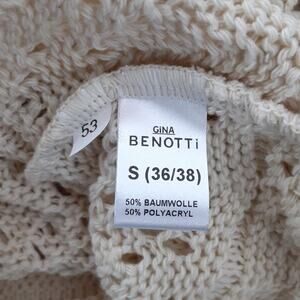 GiNA
BENOTTi
S (36/38)
50% BAUMWOLLE
50% POLYACRYL
53